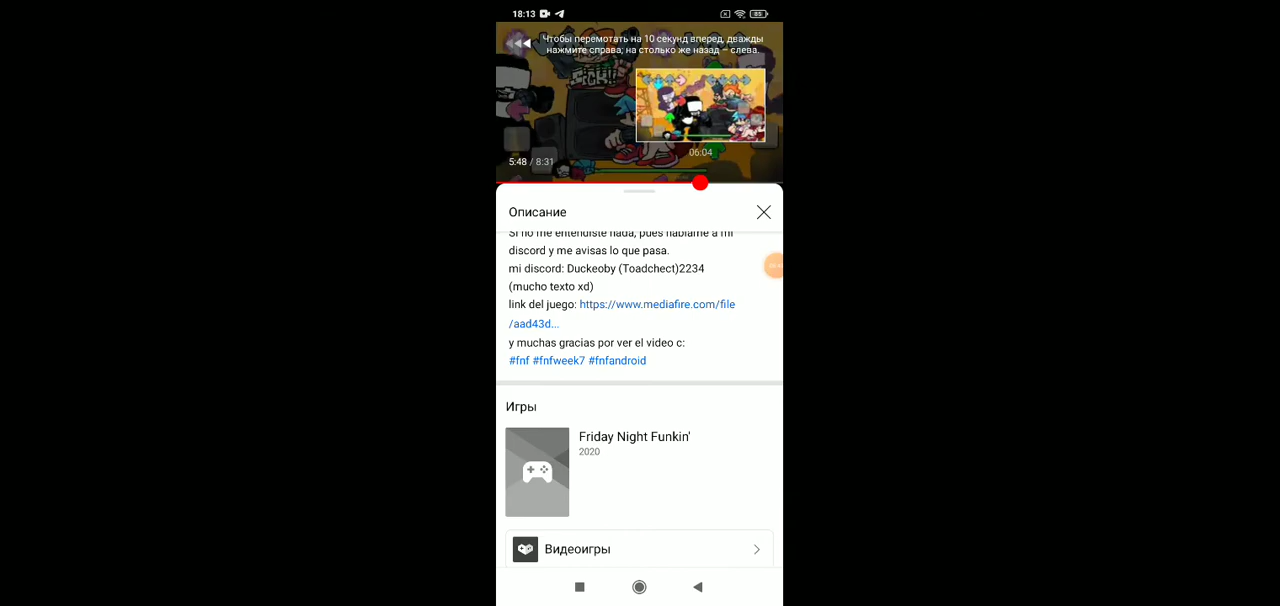 18:13
85
Чтобы перемотать на 10 секунд вперед, дважды
нажмите справа; на столько же назад – слева.
06:04
5:48 / 8:31
Описание
Si no me entendiste nada, pues hablame a mi
discord y me avisas lo que pasa.
mi discord: Duckeoby (Toadchect)2234
(mucho texto xd)
link del juego: https://www.mediafire.com/file
/aad43d...
y muchas gracias por ver el video c:
#fnf #fnfweek7 #fnfandroid
Игры
Friday Night Funkin'
2020
Видеоигры